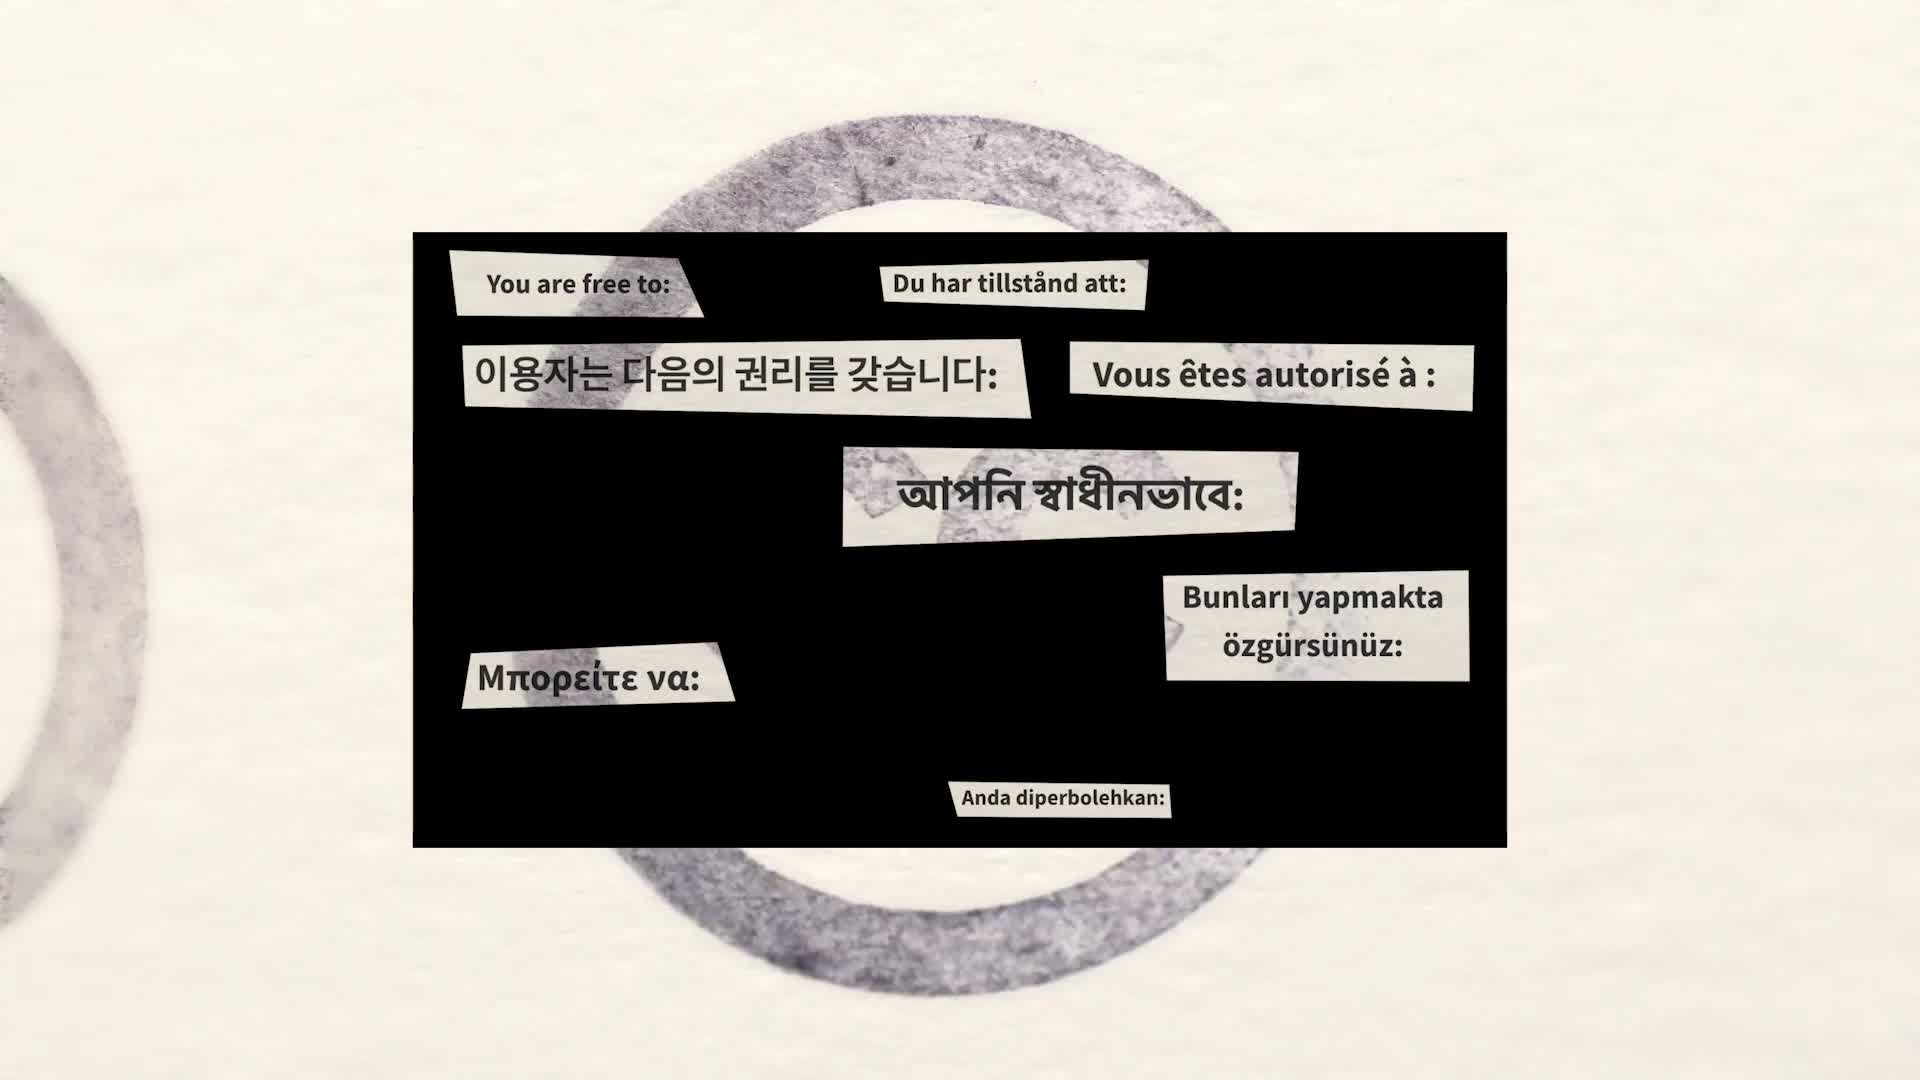 You are free to:
Du har tillstånd att:
이용자는 다음의 권리를 갖습니다:
Vous êtes autorisé à :
আপনি স্বাধীনভাবে:
Bunları yapmakta
özgürsünüz:
Μπορείτε να:
Anda diperbolehkan: